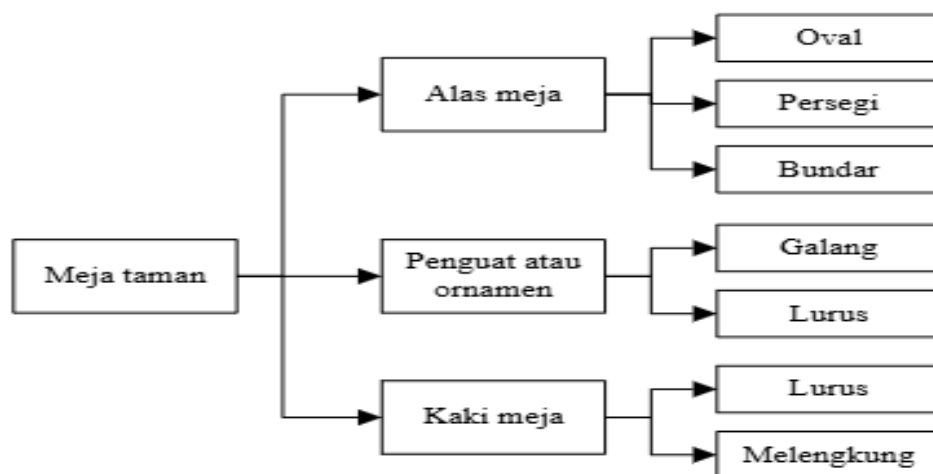 Meja taman
Alas meja
Oval
Persegi
Bundar
Penguat atau
ornamen
Galang
Lurus
Kaki meja
Lurus
Melengkung